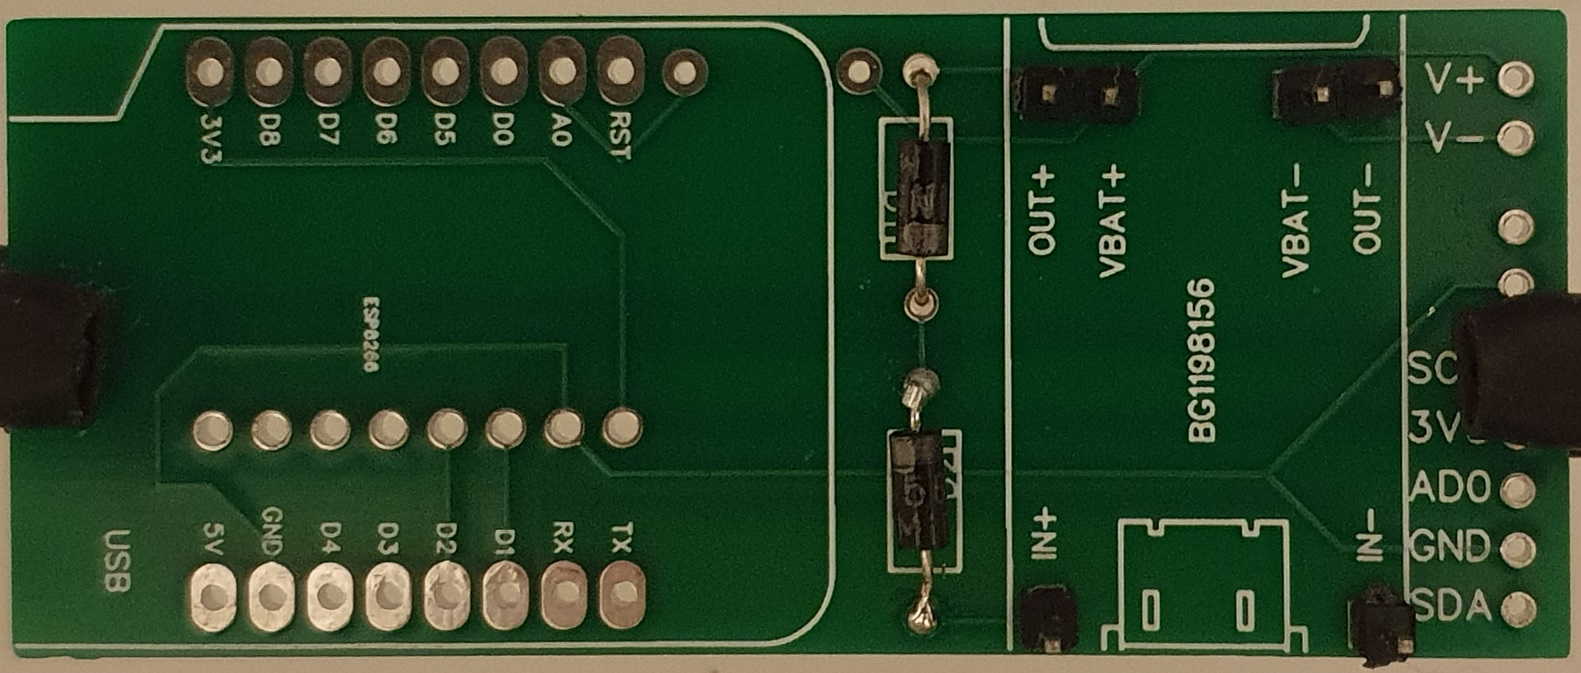 3V3
D8
D7
D6
D5
D0
A0
RST
ESP8266
USB
5V
GND
D4
D3
D2
D1
RX
TX
OUT+
VBAT+
VBAT-
OUT-
BG1198156
IN+
IN-
V+
V-
AD0
GND
SDA